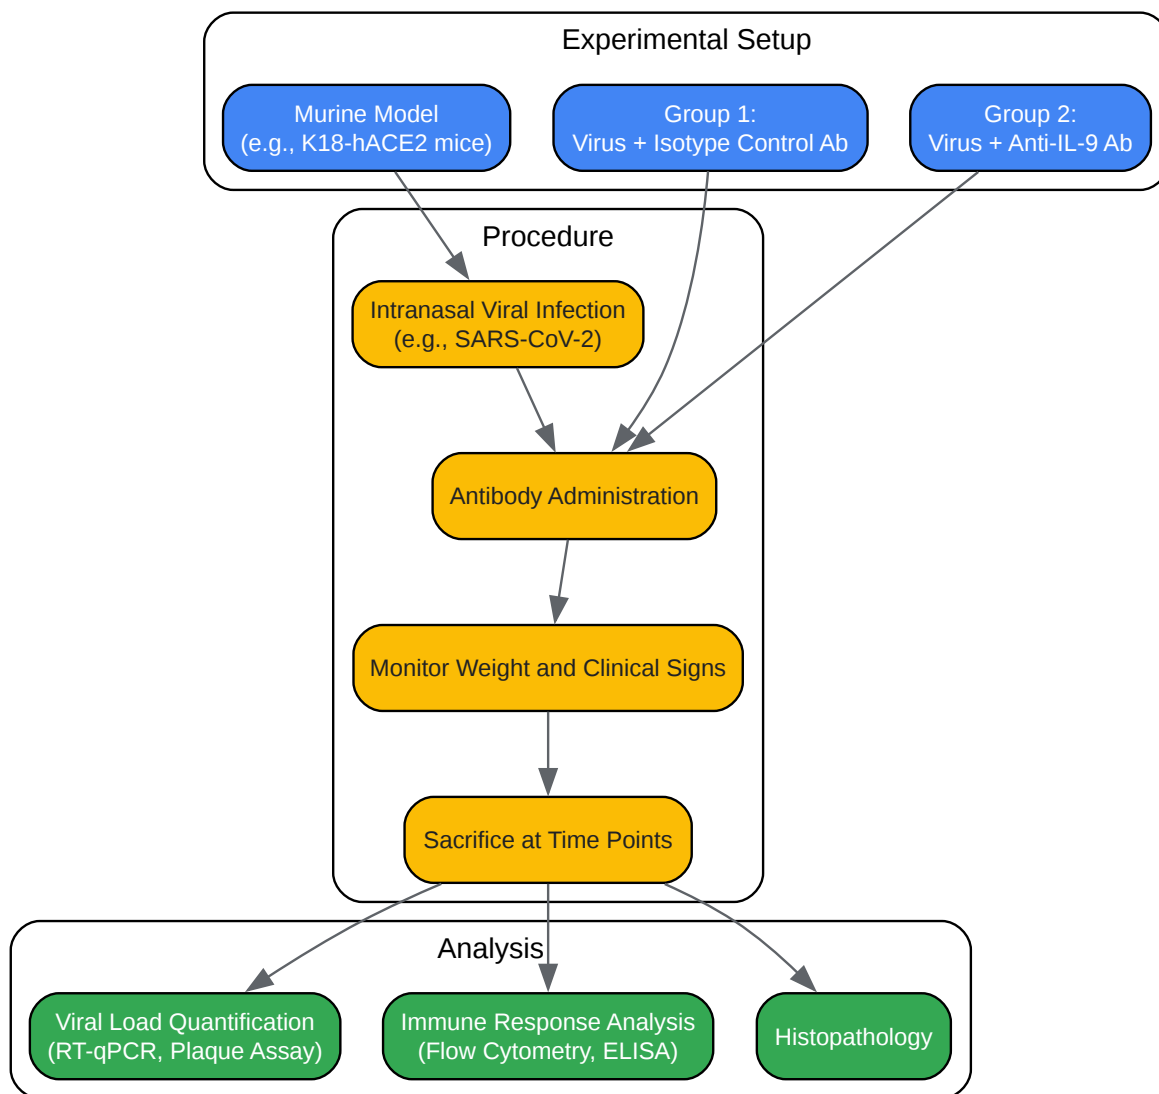 Experimental Setup
Murine Model
(e.g., K18-hACE2 mice)
Group 1:
Virus + Isotype Control Ab
Group 2:
Virus + Anti-IL-9 Ab
Procedure
Intranasal Viral Infection
(e.g., SARS-CoV-2)
Antibody Administration
Monitor Weight and Clinical Signs
Sacrifice at Time Points
Analysis
Viral Load Quantification
(RT-qPCR, Plaque Assay)
Immune Response Analysis
(Flow Cytometry, ELISA)
Histopathology